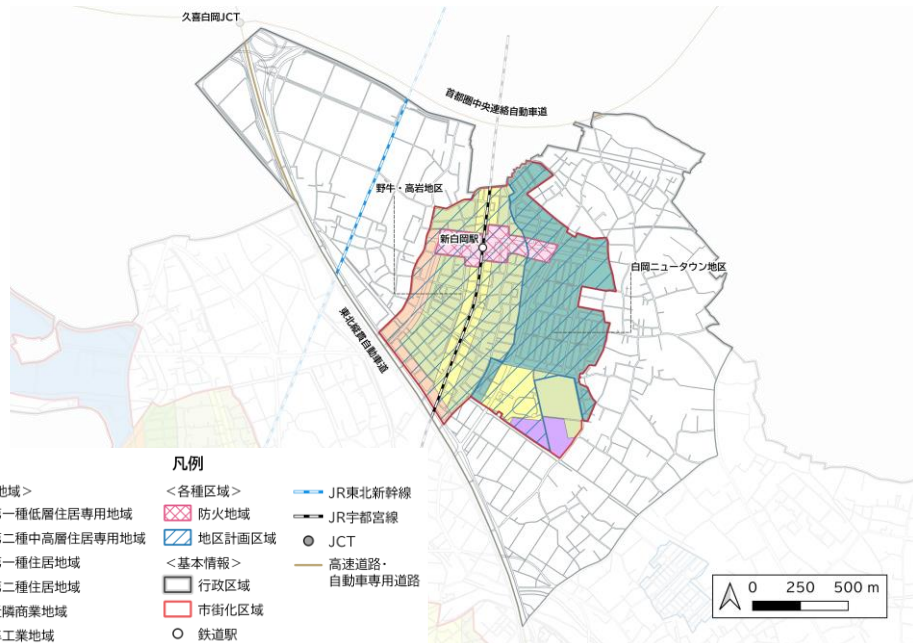 久喜白岡JCT
首都圏中央連絡自動車道
野牛・高岩地区
新白岡駅
白岡ニュータウン地区
東北縦貫自動車道
凡例
地域＞
第一種低層住居専用地域
第二種中高層住居専用地域
第一種住居地域
第二種住居地域
近隣商業地域
工業地域
＜各種区域＞
防火地域
地区計画区域
＜基本情報＞
行政区域
市街化区域
鉄道駅
JR東北新幹線
JR宇都宮線
JCT
高速道路・
自動車専用道路
0 250 500 m